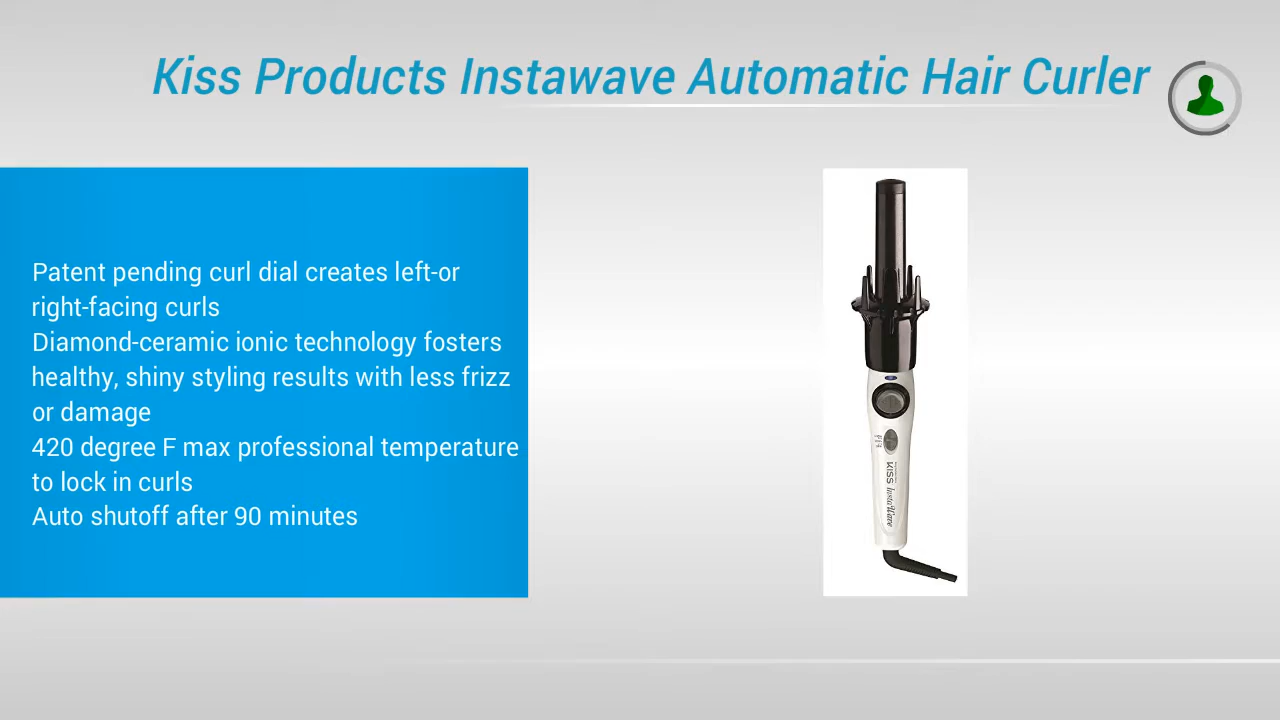 Kiss Products Instawave Automatic Hair Curler
Patent pending curl dial creates left-or
right-facing curls
Diamond-ceramic ionic technology fosters
healthy, shiny styling results with less frizz
or damage
420 degree F max professional temperature
to lock in curls
Auto shutoff after 90 minutes
KISS InstaWave